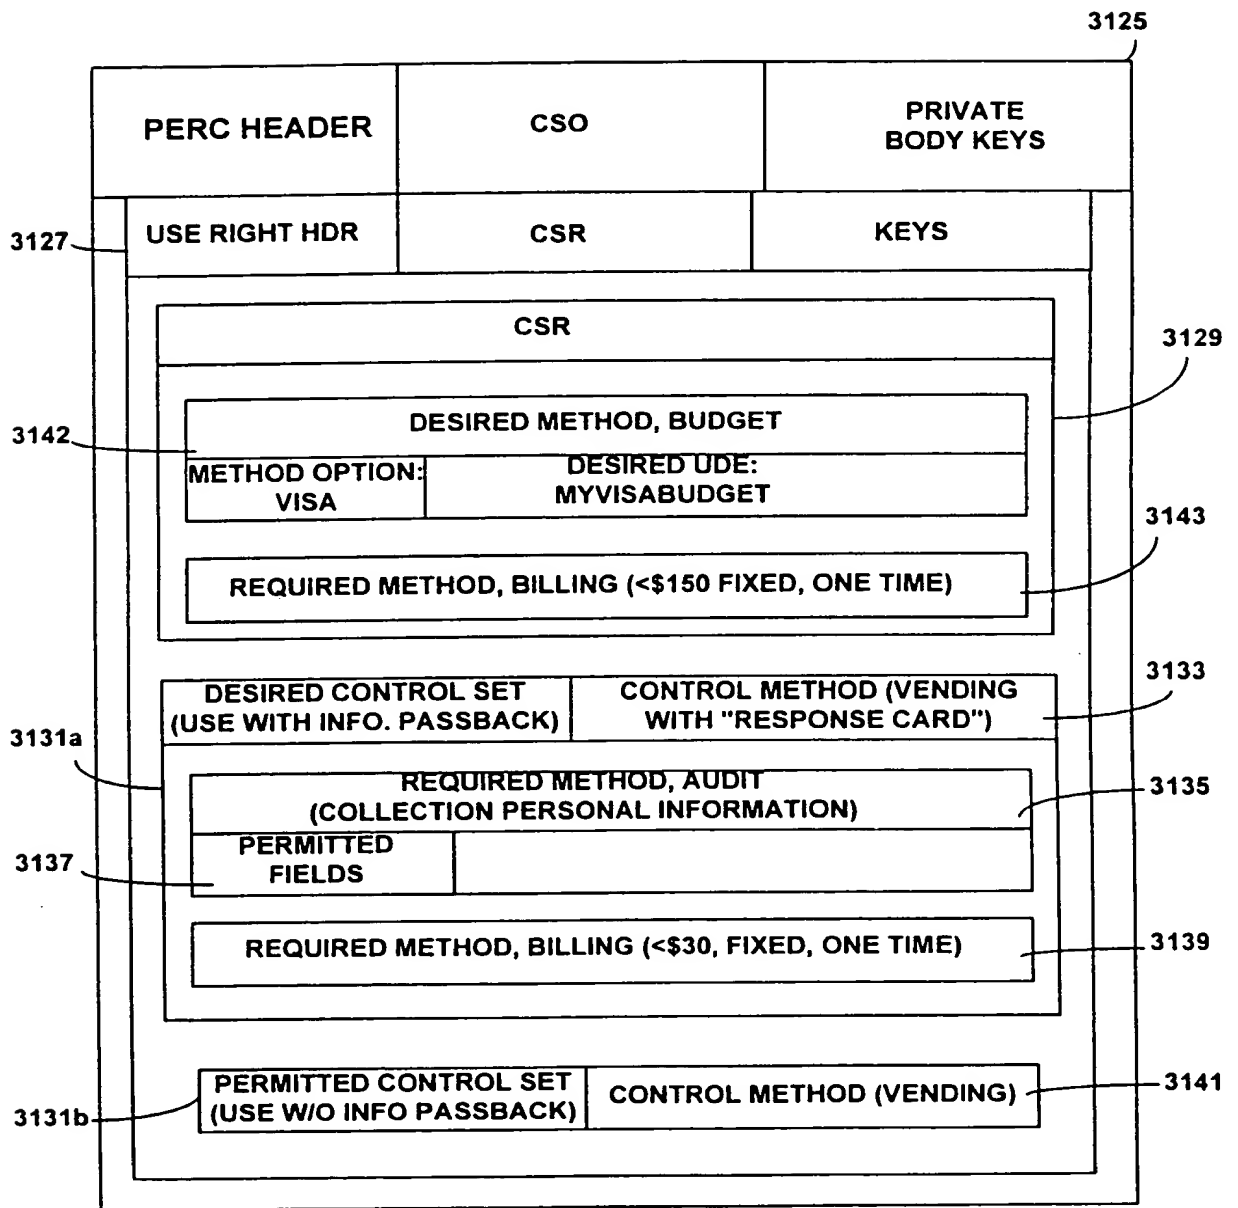 3125
PERC HEADER
CSO
PRIVATE
BODY KEYS
3127
USE RIGHT HDR
CSR
KEYS
CSR
3129
DESIRED METHOD, BUDGET
3142
METHOD OPTION:
VISA
DESIRED UDE:
MYVISABUDGET
3143
REQUIRED METHOD, BILLING (<$150 FIXED, ONE TIME)
DESIRED CONTROL SET
(USE WITH INFO. PASSBACK)
CONTROL METHOD (VENDING
WITH "RESPONSE CARD")
3133
3131a
REQUIRED METHOD, AUDIT
(COLLECTION PERSONAL INFORMATION)
3135
PERMITTED
FIELDS
3137
REQUIRED METHOD, BILLING (<$30, FIXED, ONE TIME)
3139
PERMITTED CONTROL SET
(USE W/O INFO PASSBACK)
CONTROL METHOD (VENDING)
3141
3131b